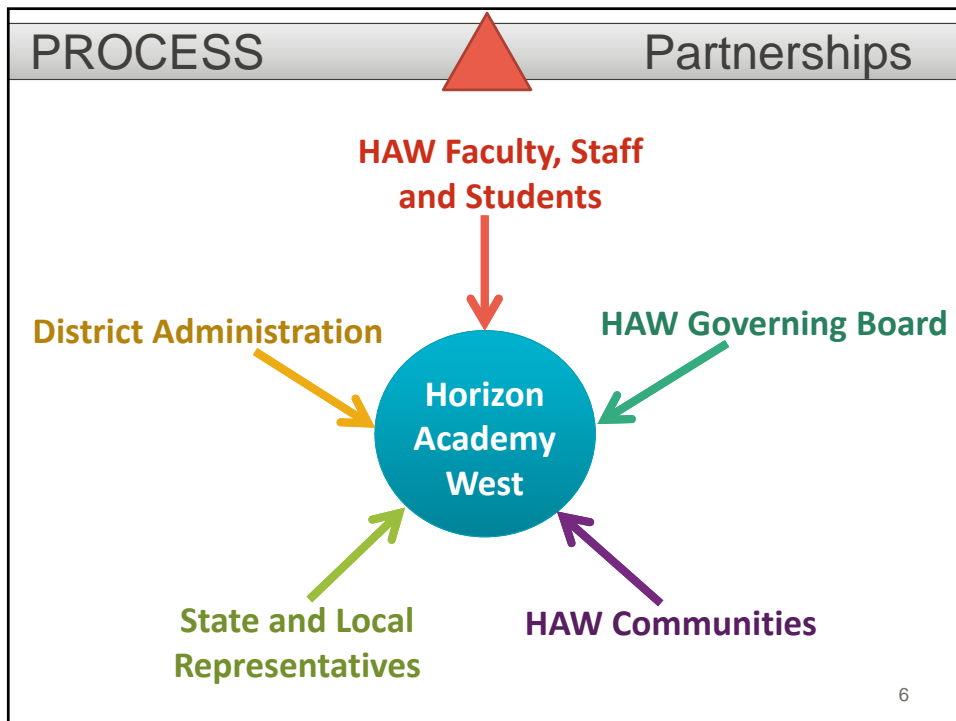 PROCESS Partnerships
HAW Faculty, Staff
and Students
District Administration
HAW Governing Board
Horizon
Academy
West
State and Local
Representatives
HAW Communities
6